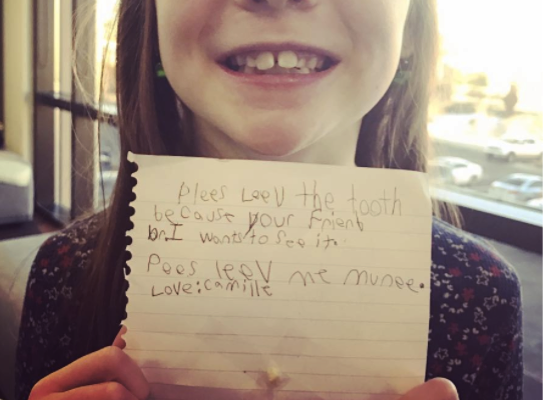 Plees Leev the tooth
because your Friend
brI wants to see it.
Pees leev me munee.
Love: camille